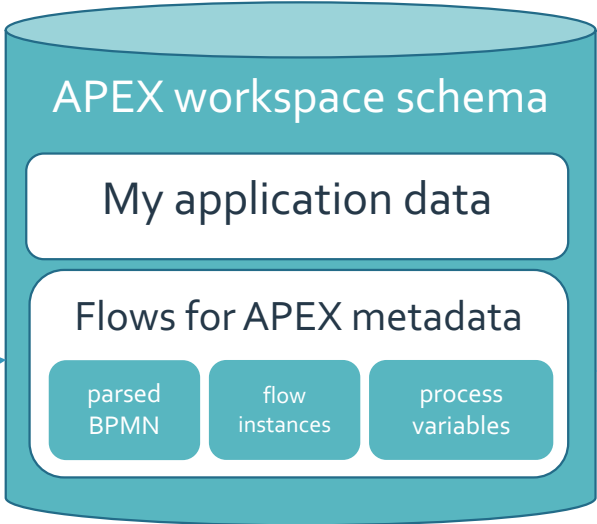 APEX workspace schema
My application data
Flows for APEX metadata
parsed
BPMN
flow
instances
process
variables